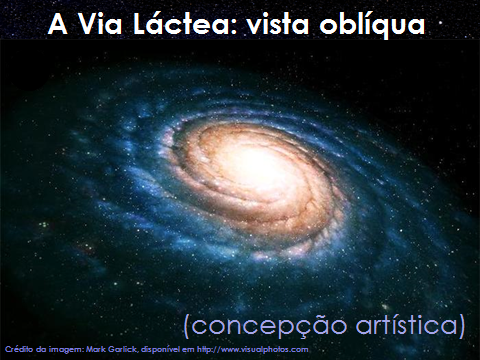 A Via Láctea: vista oblíqua
(concepção artística)
Crédito da imagem: Mark Garlick, disponível em http://www.visualphotos.com